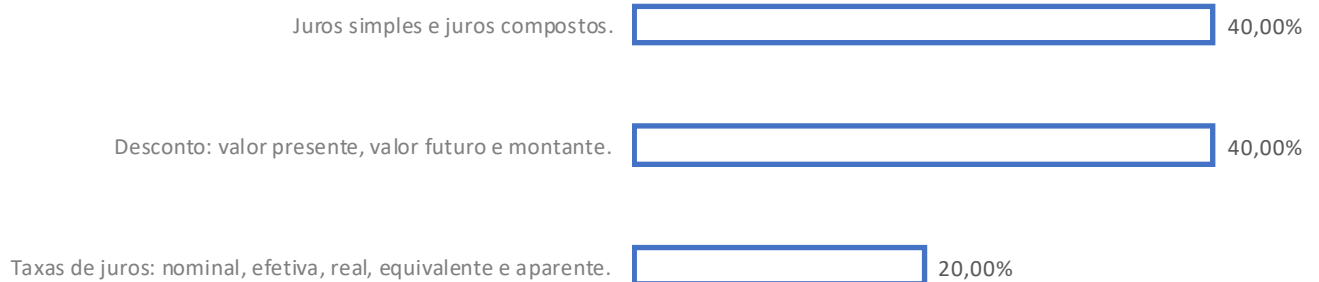 Juros simples e juros compostos. 40,00%
Desconto: valor presente, valor futuro e montante. 40,00%
Taxas de juros: nominal, efetiva, real, equivalente e aparente. 20,00%